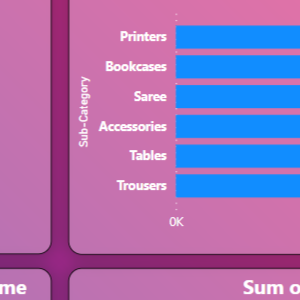 Printers
Bookcases
Saree
Accessories
Tables
Trousers
Sub-Category
0K
me
Sum o